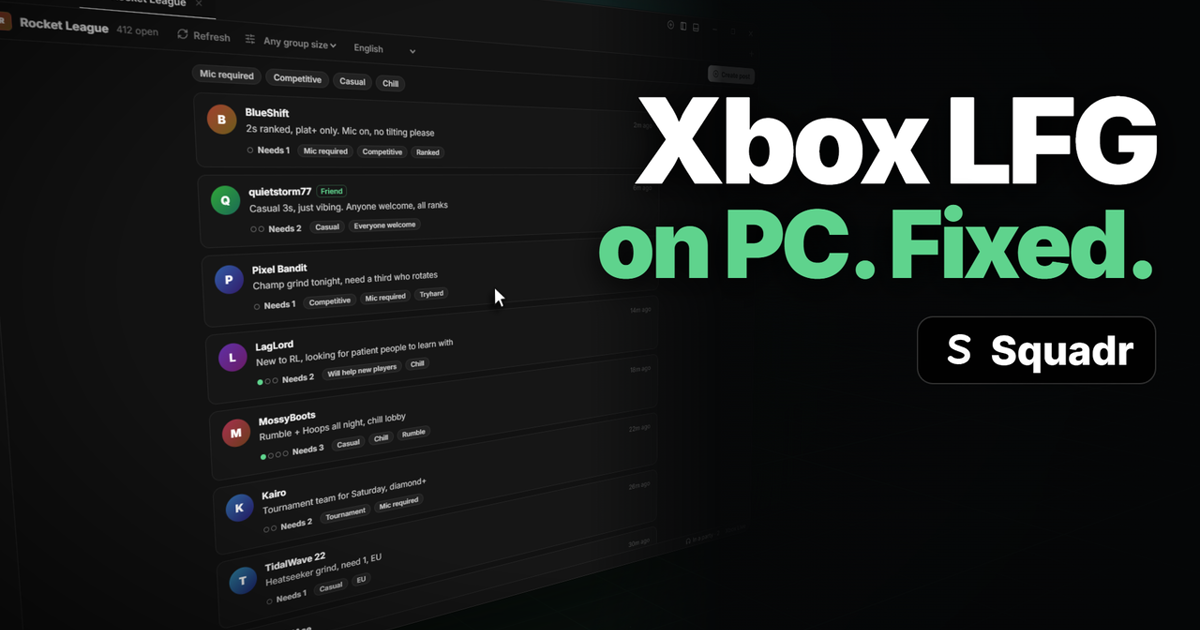 Rocket League
Rocket League 412 open Refresh Any group size English
Mic required Competitive Casual Chill
B BlueShift
2s ranked, plat+ only. Mic on, no tilting please
Needs 1 Mic required Competitive Ranked
Q quietstorm77 Friend
Casual 3s, just vibing. Anyone welcome, all ranks
Needs 2 Casual Everyone welcome
P Pixel Bandit
Champ grind tonight, need a third who rotates
Needs 1 Competitive Mic required Tryhard
14m ago
L LagLord
New to RL, looking for patient people to learn with
Needs 2 Will help new players Chill
M MossyBoots
Rumble + Hoops all night, chill lobby
Needs 3 Casual Chill Rumble
22m ago
K Kairo
Tournament team for Saturday, diamond+
Needs 2 Tournament Mic required
T TidalWave 22
Heatseeker grind, need 1, EU
Needs 1 Casual EU
Xbox LFG
on PC. Fixed.
S Squadr